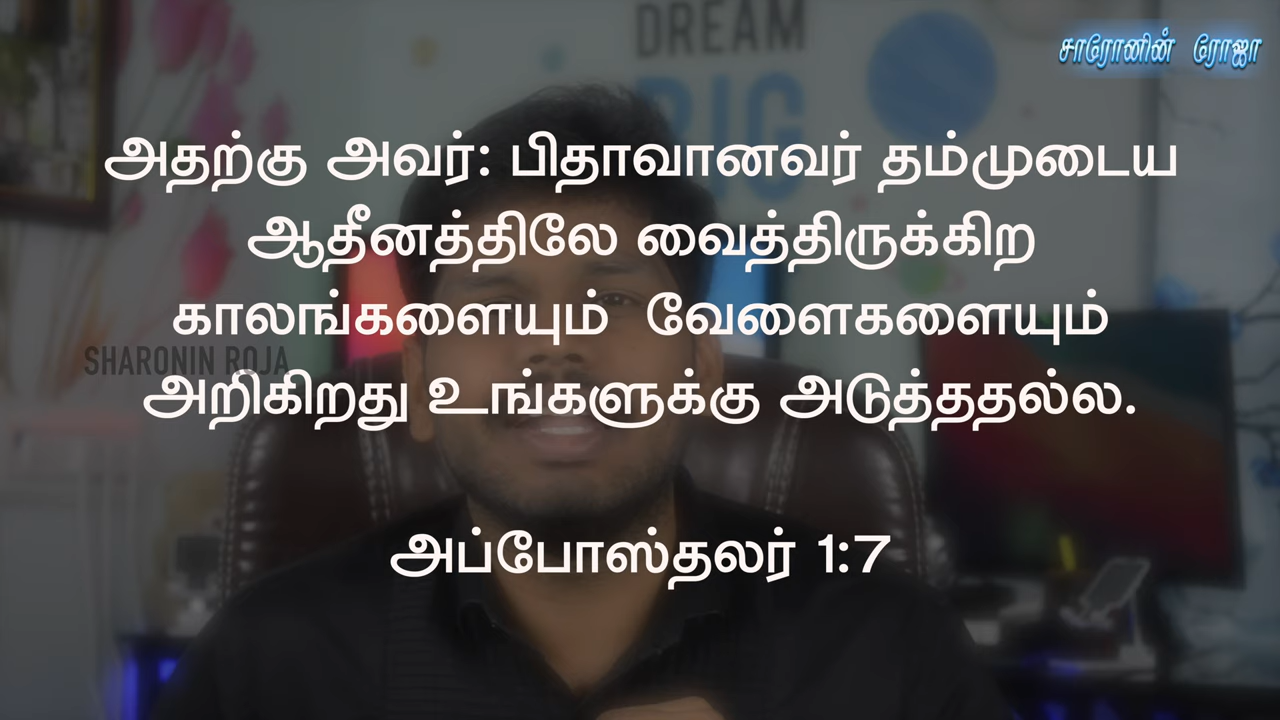 DREAM
BIG
சாரோனின் ரோஜா
அதற்கு அவர்: பிதாவானவர் தம்முடைய
ஆதீனத்திலே வைத்திருக்கிற
காலங்களையும் வேளைகளையும்
SHARONIN ROJA
அறிகிறது உங்களுக்கு அடுத்ததல்ல.
அப்போஸ்தலர் 1:7